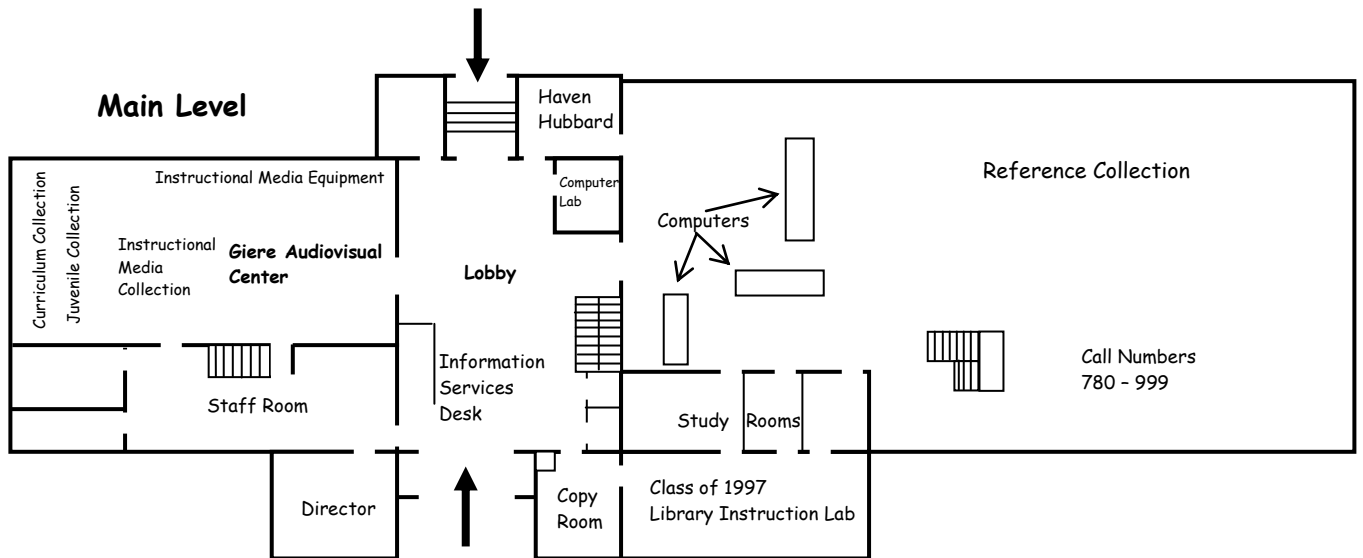 Main Level
Haven
Hubbard
Instructional Media Equipment
Computer
Lab
Reference Collection
Curriculum Collection
Juvenile Collection
Instructional
Media
Collection
Giere Audiovisual
Center
Lobby
Computers
Information
Services
Desk
Call Numbers
780 – 999
Staff Room
Study
Rooms
Director
Copy
Room
Class of 1997
Library Instruction Lab